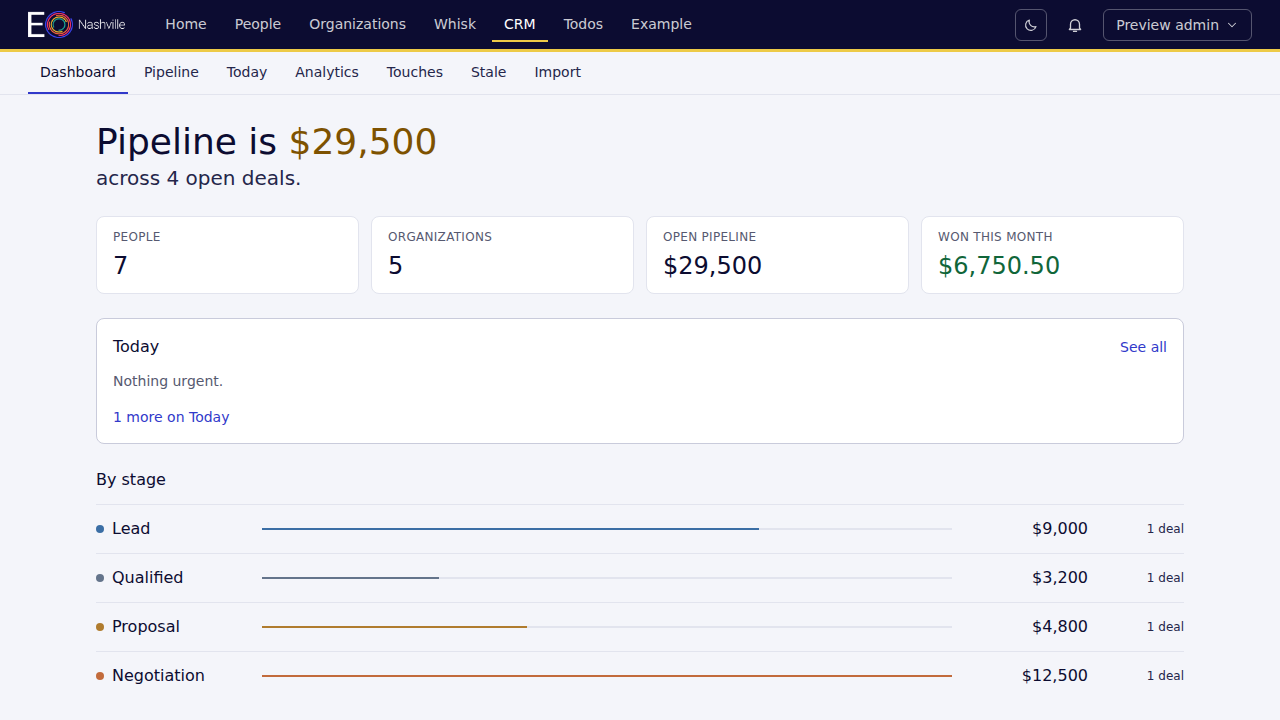 EO Nashville Home People Organizations Whisk CRM Todos Example Preview admin
Dashboard Pipeline Today Analytics Touches Stale Import
Pipeline is $29,500
across 4 open deals.
PEOPLE ORGANIZATIONS OPEN PIPELINE WON THIS MONTH
7 5 $29,500 $6,750.50
Today See all
Nothing urgent.
1 more on Today
By stage
Lead $9,000 1 deal
Qualified $3,200 1 deal
Proposal $4,800 1 deal
Negotiation $12,500 1 deal